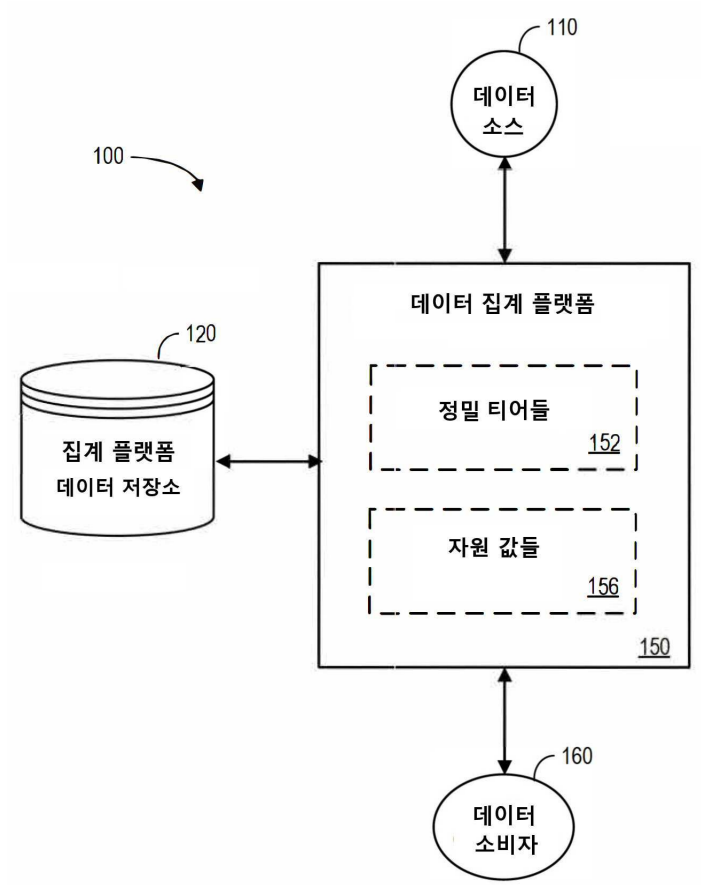 110
데이터
소스
100
데이터 집계 플랫폼
120
정밀 티어들
152
집계 플랫폼
데이터 저장소
자원 값들
156
150
160
데이터
소비자